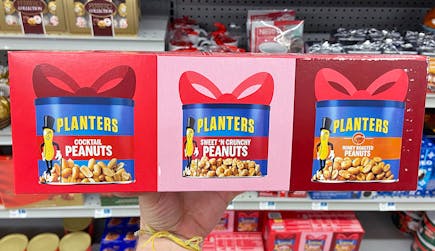 PLANTERS
COCKTAIL
PEANUTS
PLANTERS
SWEET 'N CRUNCHY
PEANUTS
PLANTERS
HONEY ROASTED
PEANUTS